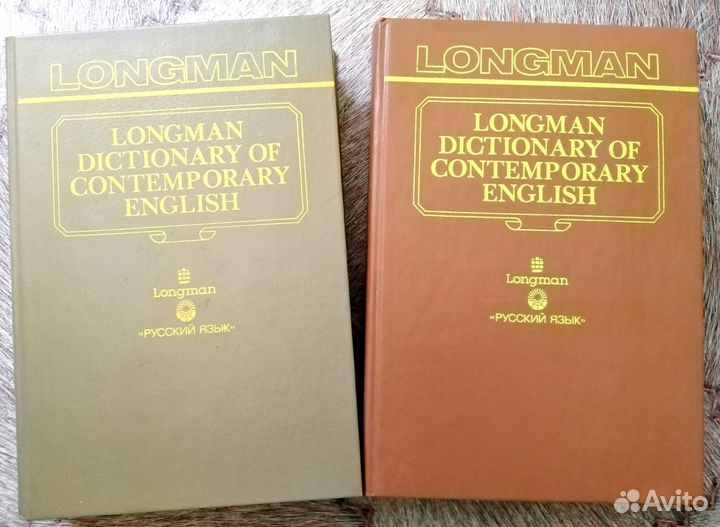 LONGMAN
LONGMAN
DICTIONARY OF
CONTEMPORARY
ENGLISH
Longman
«РУССКИЙ ЯЗЫК»
LONGMAN
LONGMAN
DICTIONARY OF
CONTEMPORARY
ENGLISH
Longman
«РУССКИЙ ЯЗЫК»
Avito